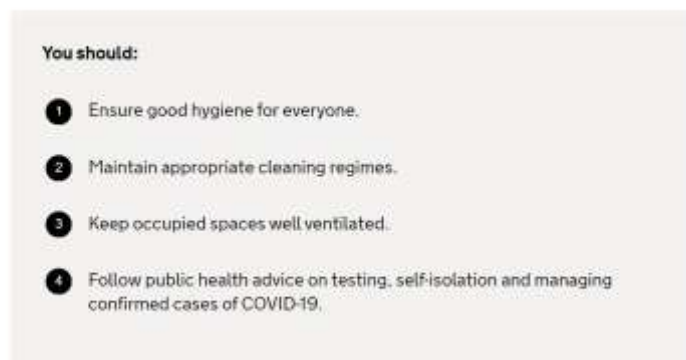 You should:
1 Ensure good hygiene for everyone.
2 Maintain appropriate cleaning regimes.
3 Keep occupied spaces well ventilated.
4 Follow public health advice on testing, self-isolation and managing
confirmed cases of COVID-19.